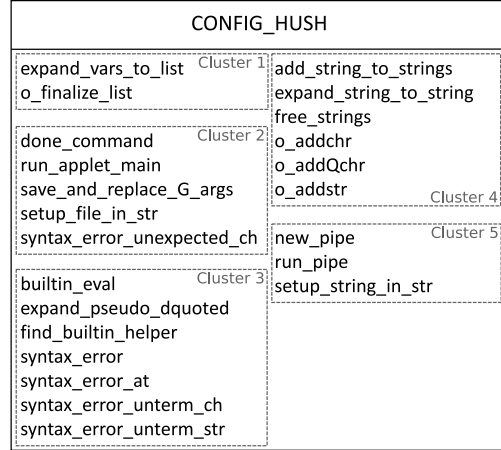 CONFIG_HUSH
Cluster 1
expand_vars_to_list
o_finalize_list
Cluster 2
done_command
run_applet_main
save_and_replace_G_args
setup_file_in_str
syntax_error_unexpected_ch
Cluster 3
builtin_eval
expand_pseudo_dquoted
find_builtin_helper
syntax_error
syntax_error_at
syntax_error_unterm_ch
syntax_error_unterm_str
add_string_to_strings
expand_string_to_string
free_strings
o_addchr
o_addQchr
o_addstr
Cluster 4
Cluster 5
new_pipe
run_pipe
setup_string_in_str